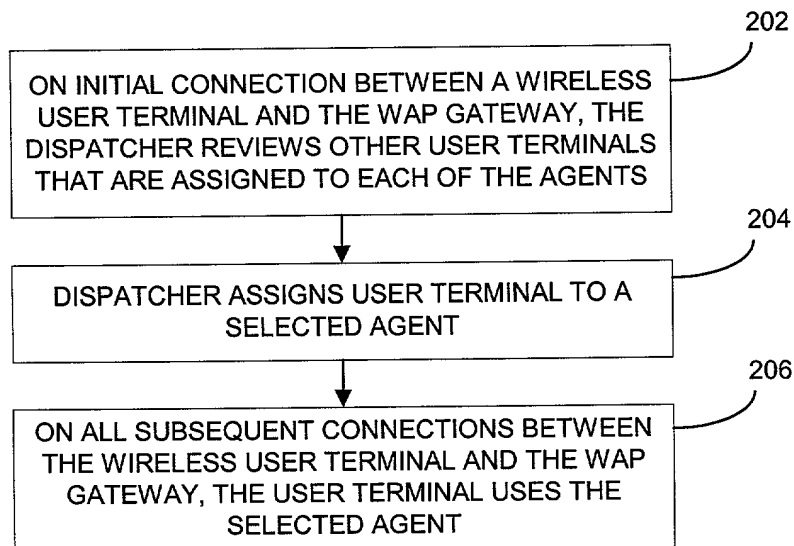 202
ON INITIAL CONNECTION BETWEEN A WIRELESS
USER TERMINAL AND THE WAP GATEWAY, THE
DISPATCHER REVIEWS OTHER USER TERMINALS
THAT ARE ASSIGNED TO EACH OF THE AGENTS
204
DISPATCHER ASSIGNS USER TERMINAL TO A
SELECTED AGENT
206
ON ALL SUBSEQUENT CONNECTIONS BETWEEN
THE WIRELESS USER TERMINAL AND THE WAP
GATEWAY, THE USER TERMINAL USES THE
SELECTED AGENT